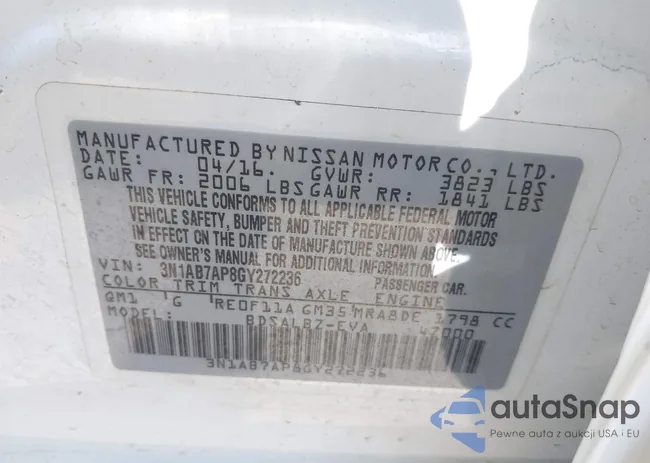 MANUFACTURED BY NISSAN MOTOR CO., LTD.
DATE: 04/16. GVWR: 3823 LBS
GAWR FR: 2006 LBS GAWR RR: 1841 LBS
THIS VEHICLE CONFORMS TO ALL APPLICABLE FEDERAL MOTOR
VEHICLE SAFETY, BUMPER AND THEFT PREVENTION STANDARDS
IN EFFECT ON THE DATE OF MANUFACTURE SHOWN ABOVE.
SEE OWNER'S MANUAL FOR ADDITIONAL INFORMATION
VIN: 3N1AB7AP8GY272236 PASSENGER CAR.
COLOR TRIM TRANS AXLE ENGINE
QM1 G RE0F11A GM35 MRA8DE 1798 CC
MODEL: BDSALBZ-EVA 47000
3N1AB7AP8GY272236
autoSnap
Pewne auta z aukcji USA i EU